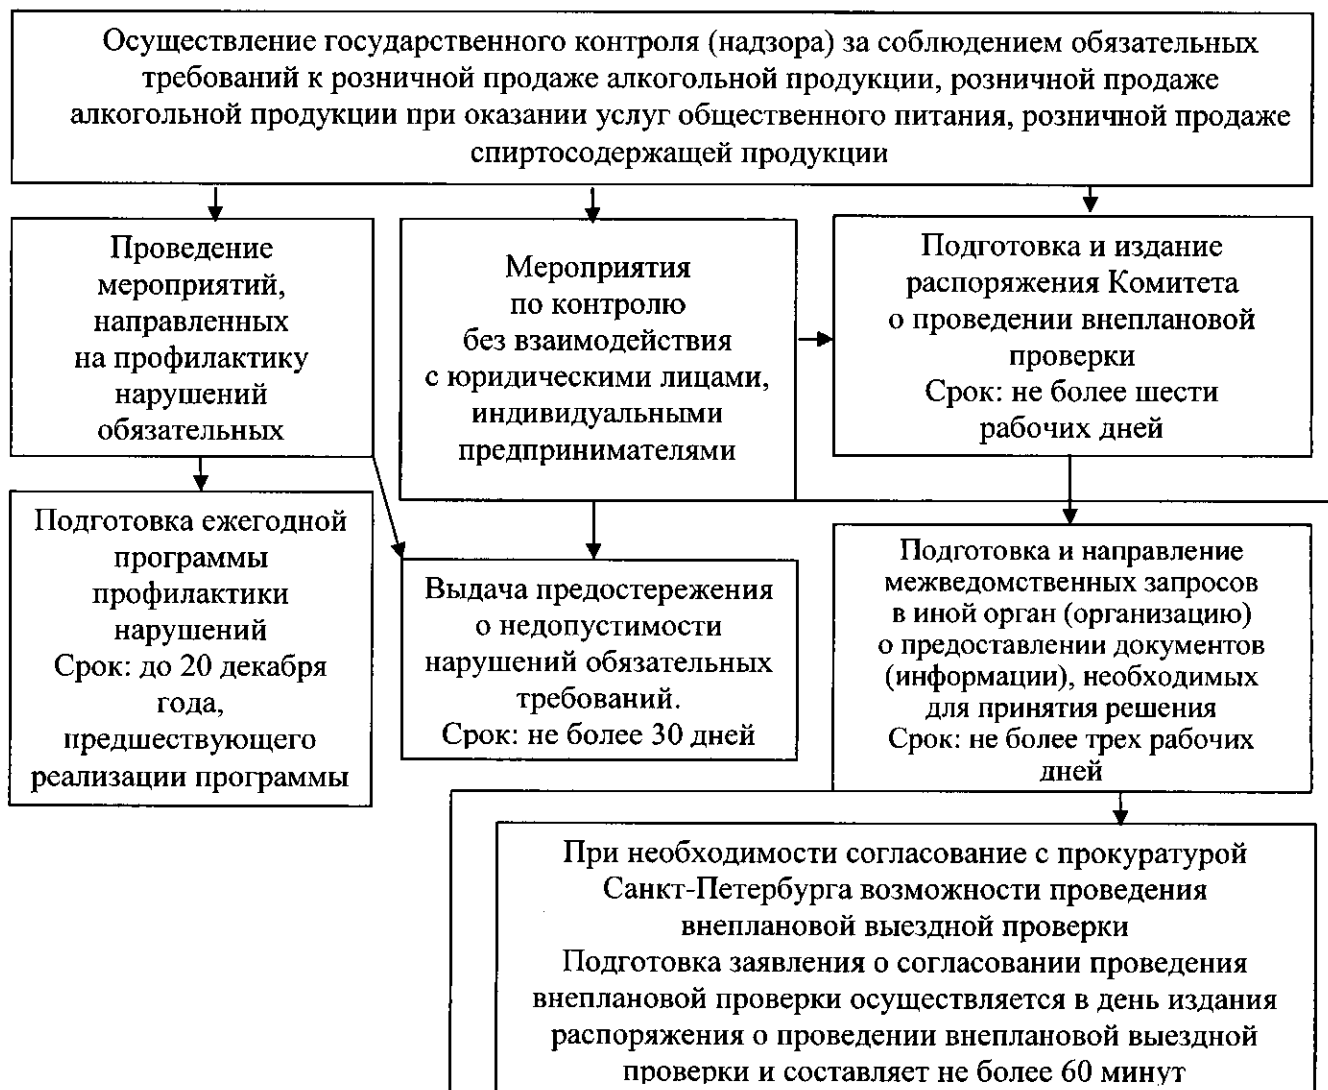 Осуществление государственного контроля (надзора) за соблюдением обязательных
требований к розничной продаже алкогольной продукции, розничной продаже
алкогольной продукции при оказании услуг общественного питания, розничной продаже
спиртосодержащей продукции
Проведение
мероприятий,
направленных
на профилактику
нарушений
обязательных
Мероприятия
по контролю
без взаимодействия
с юридическими лицами,
индивидуальными
предпринимателями
Подготовка и издание
распоряжения Комитета
о проведении внеплановой
проверки
Срок: не более шести
рабочих дней
Подготовка ежегодной
программы
профилактики
нарушений
Срок: до 20 декабря
года,
предшествующего
реализации программы
Выдача предостережения
о недопустимости
нарушений обязательных
требований.
Срок: не более 30 дней
Подготовка и направление
межведомственных запросов
в иной орган (организацию)
о предоставлении документов
(информации), необходимых
для принятия решения
Срок: не более трех рабочих
дней
При необходимости согласование с прокуратурой
Санкт-Петербурга возможности проведения
внеплановой выездной проверки
Подготовка заявления о согласовании проведения
внеплановой проверки осуществляется в день издания
распоряжения о проведении внеплановой выездной
проверки и составляет не более 60 минут